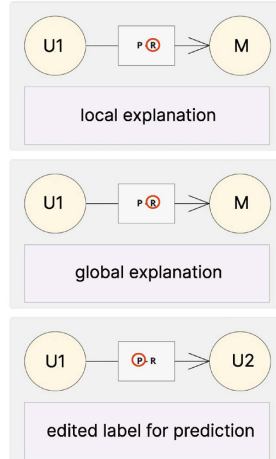 U1 P R M
local explanation
U1 P R M
global explanation
U1 P R U2
edited label for prediction